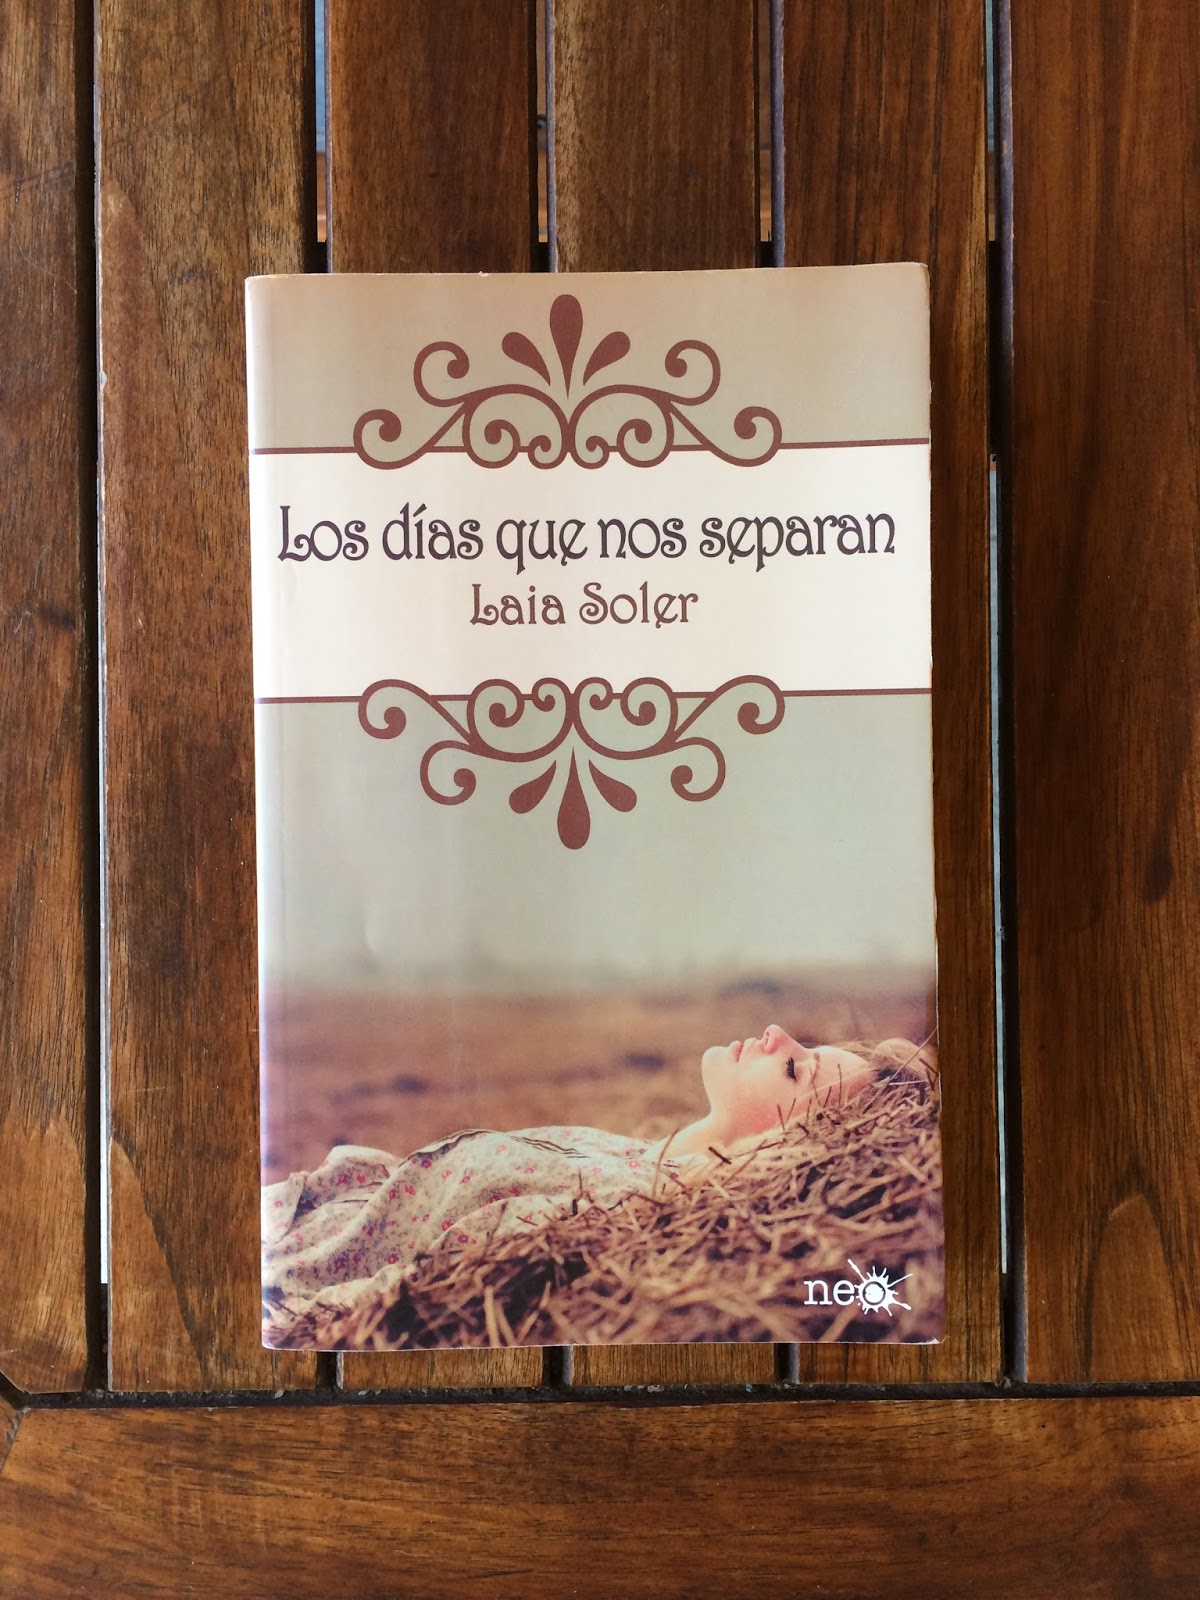 Los días que nos separan
Laia Soler
neo